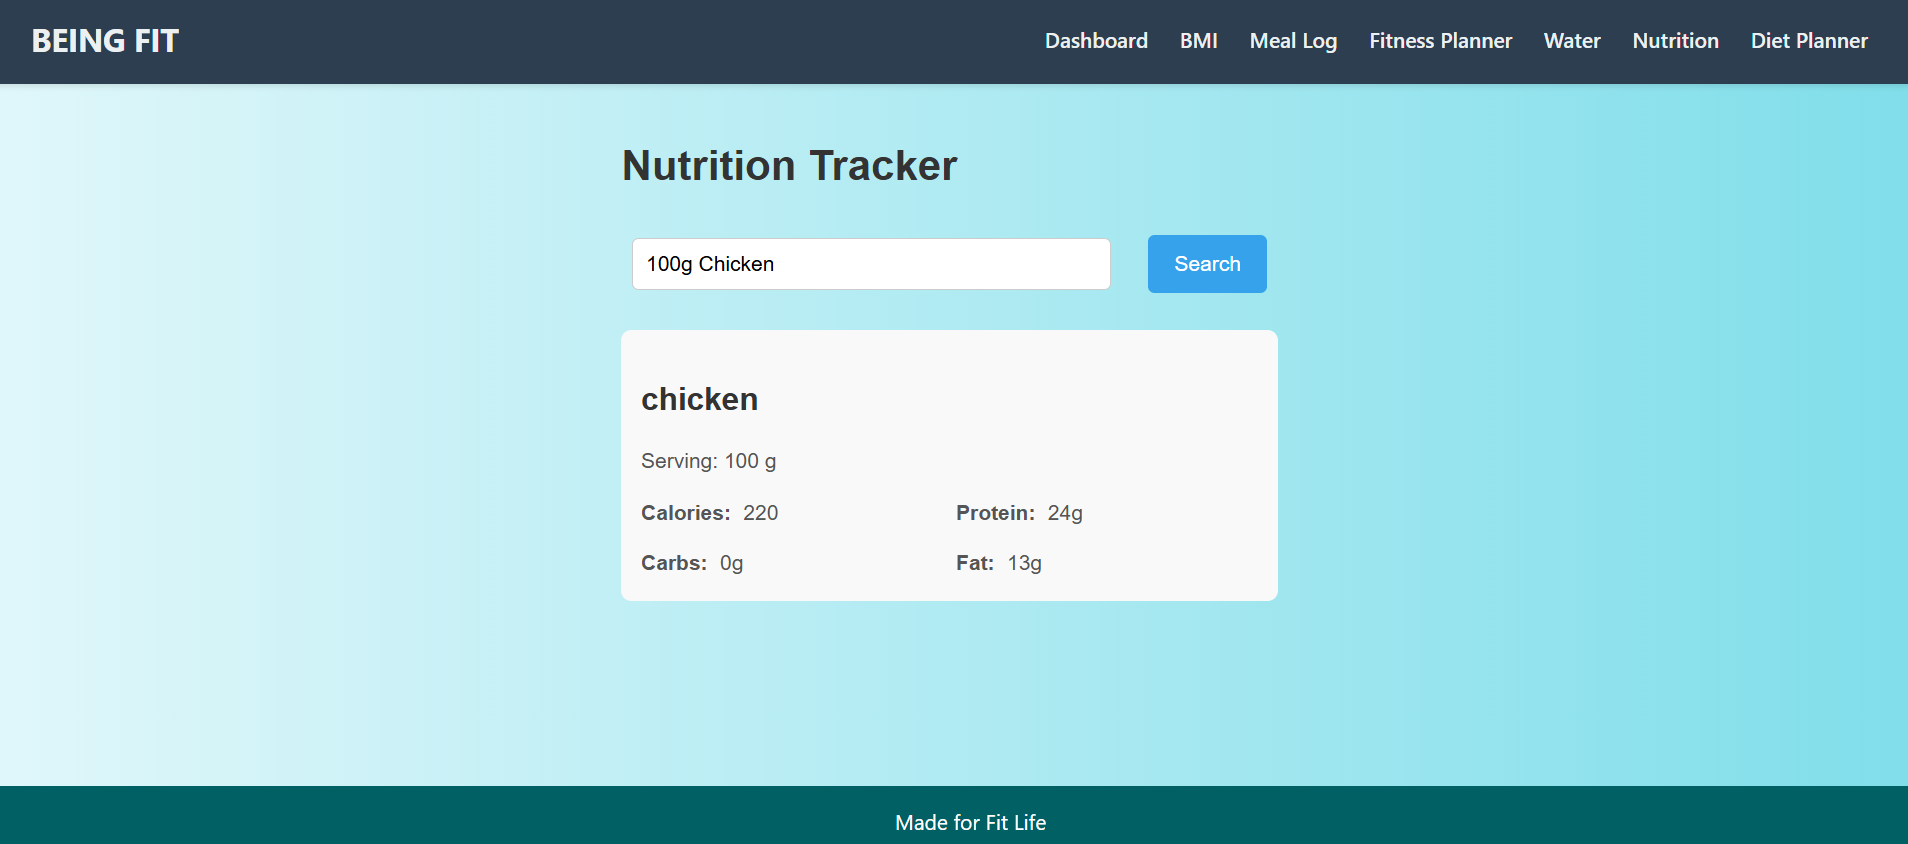 BEING FIT
Dashboard BMI Meal Log Fitness Planner Water Nutrition Diet Planner
Nutrition Tracker
100g Chicken Search
chicken
Serving: 100 g
Calories: 220 Protein: 24g
Carbs: 0g Fat: 13g
Made for Fit Life